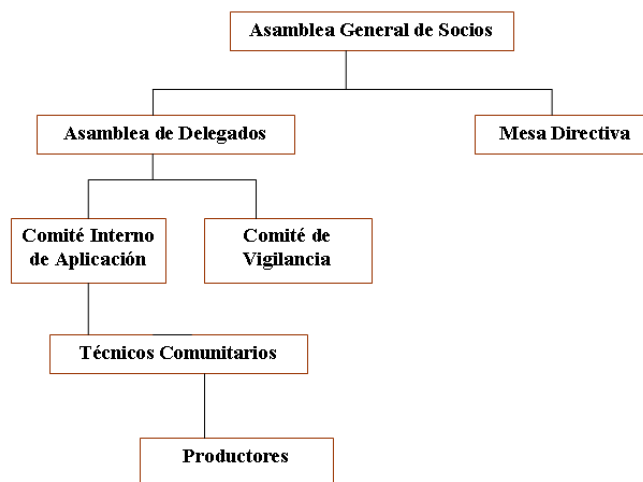 Asamblea General de Socios
Asamblea de Delegados
Mesa Directiva
Comité Interno
de Aplicación
Comité de
Vigilancia
Técnicos Comunitarios
Productores